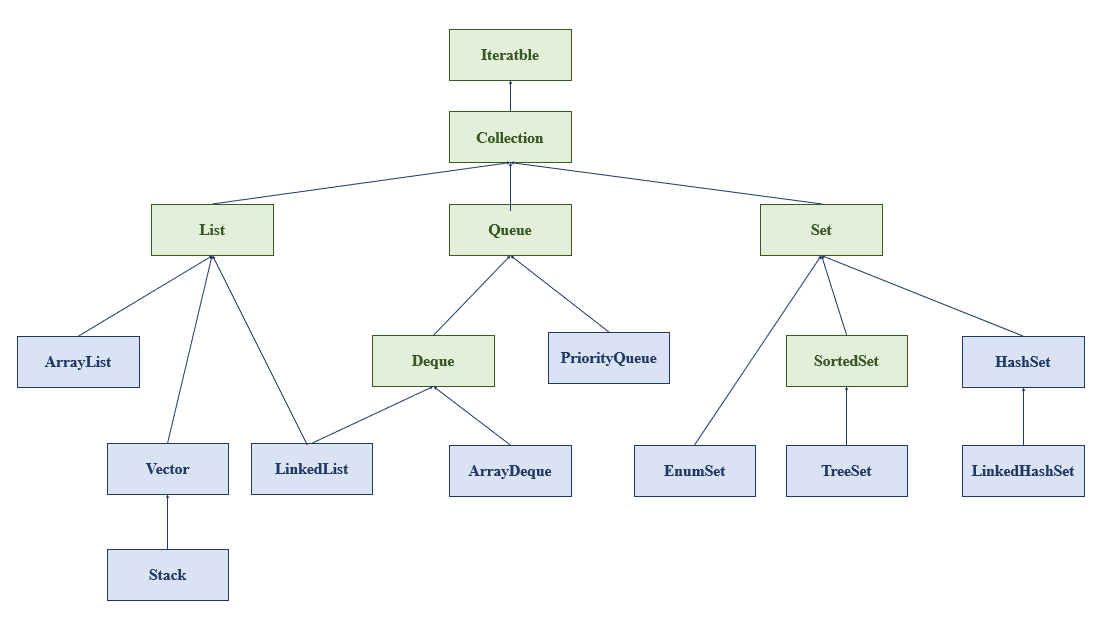 Iteratble
Collection
List
Queue
Set
ArrayList
Deque
PriorityQueue
SortedSet
HashSet
Vector
LinkedList
ArrayDeque
EnumSet
TreeSet
LinkedHashSet
Stack